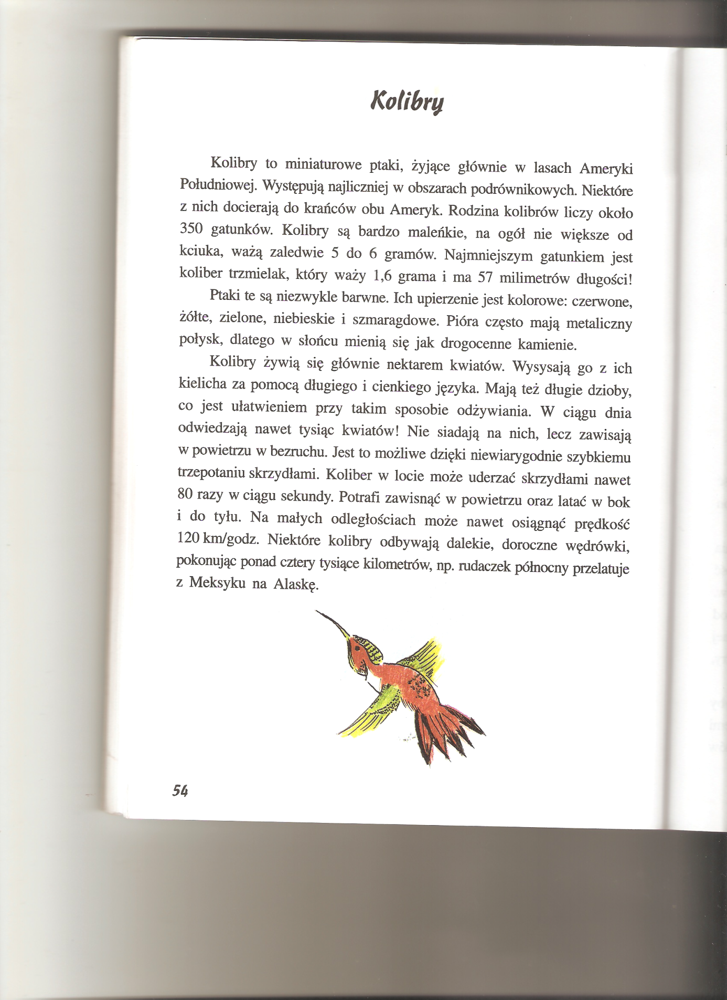 Kolibry
Kolibry to miniaturowe ptaki, żyjące głównie w lasach Ameryki
Południowej. Występują najliczniej w obszarach podrównikowych. Niektóre
z nich docierają do krańców obu Ameryk. Rodzina kolibrów liczy około
350 gatunków. Kolibry są bardzo maleńkie, na ogół nie większe od
kciuka, ważą zaledwie 5 do 6 gramów. Najmniejszym gatunkiem jest
koliber trzmielak, który waży 1,6 grama i ma 57 milimetrów długości!
Ptaki te są niezwykle barwne. Ich upierzenie jest kolorowe: czerwone,
żółte, zielone, niebieskie i szmaragdowe. Pióra często mają metaliczny
połysk, dlatego w słońcu mienią się jak drogocenne kamienie.
Kolibry żywią się głównie nektarem kwiatów. Wysysają go z ich
kielicha za pomocą długiego i cienkiego języka. Mają też długie dzioby,
co jest ułatwieniem przy takim sposobie odżywiania. W ciągu dnia
odwiedzają nawet tysiąc kwiatów! Nie siadają na nich, lecz zawisają
w powietrzu w bezruchu. Jest to możliwe dzięki niewiarygodnie szybkiemu
trzepotaniu skrzydłami. Koliber w locie może uderzać skrzydłami nawet
80 razy w ciągu sekundy. Potrafi zawisnąć w powietrzu oraz latać w bok
i do tyłu. Na małych odległościach może nawet osiągnąć prędkość
120 km/godz. Niektóre kolibry odbywają dalekie, doroczne wędrówki,
pokonując ponad cztery tysiące kilometrów, np. rudaczek północny przelatuje
z Meksyku na Alaskę.
54